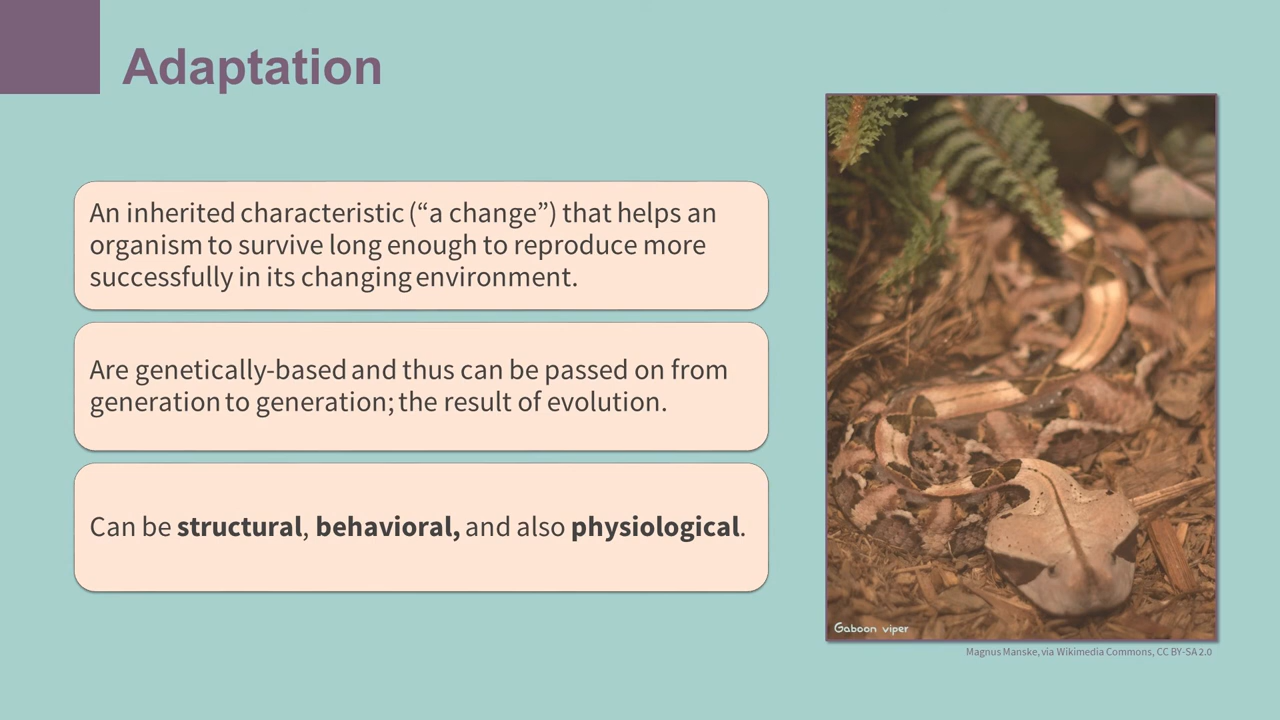 Adaptation
An inherited characteristic (“a change”) that helps an
organism to survive long enough to reproduce more
successfully in its changing environment.
Are genetically-based and thus can be passed on from
generation to generation; the result of evolution.
Can be structural, behavioral, and also physiological.
Gaboon viper
Magnus Manske, via Wikimedia Commons, CC BY-SA 2.0